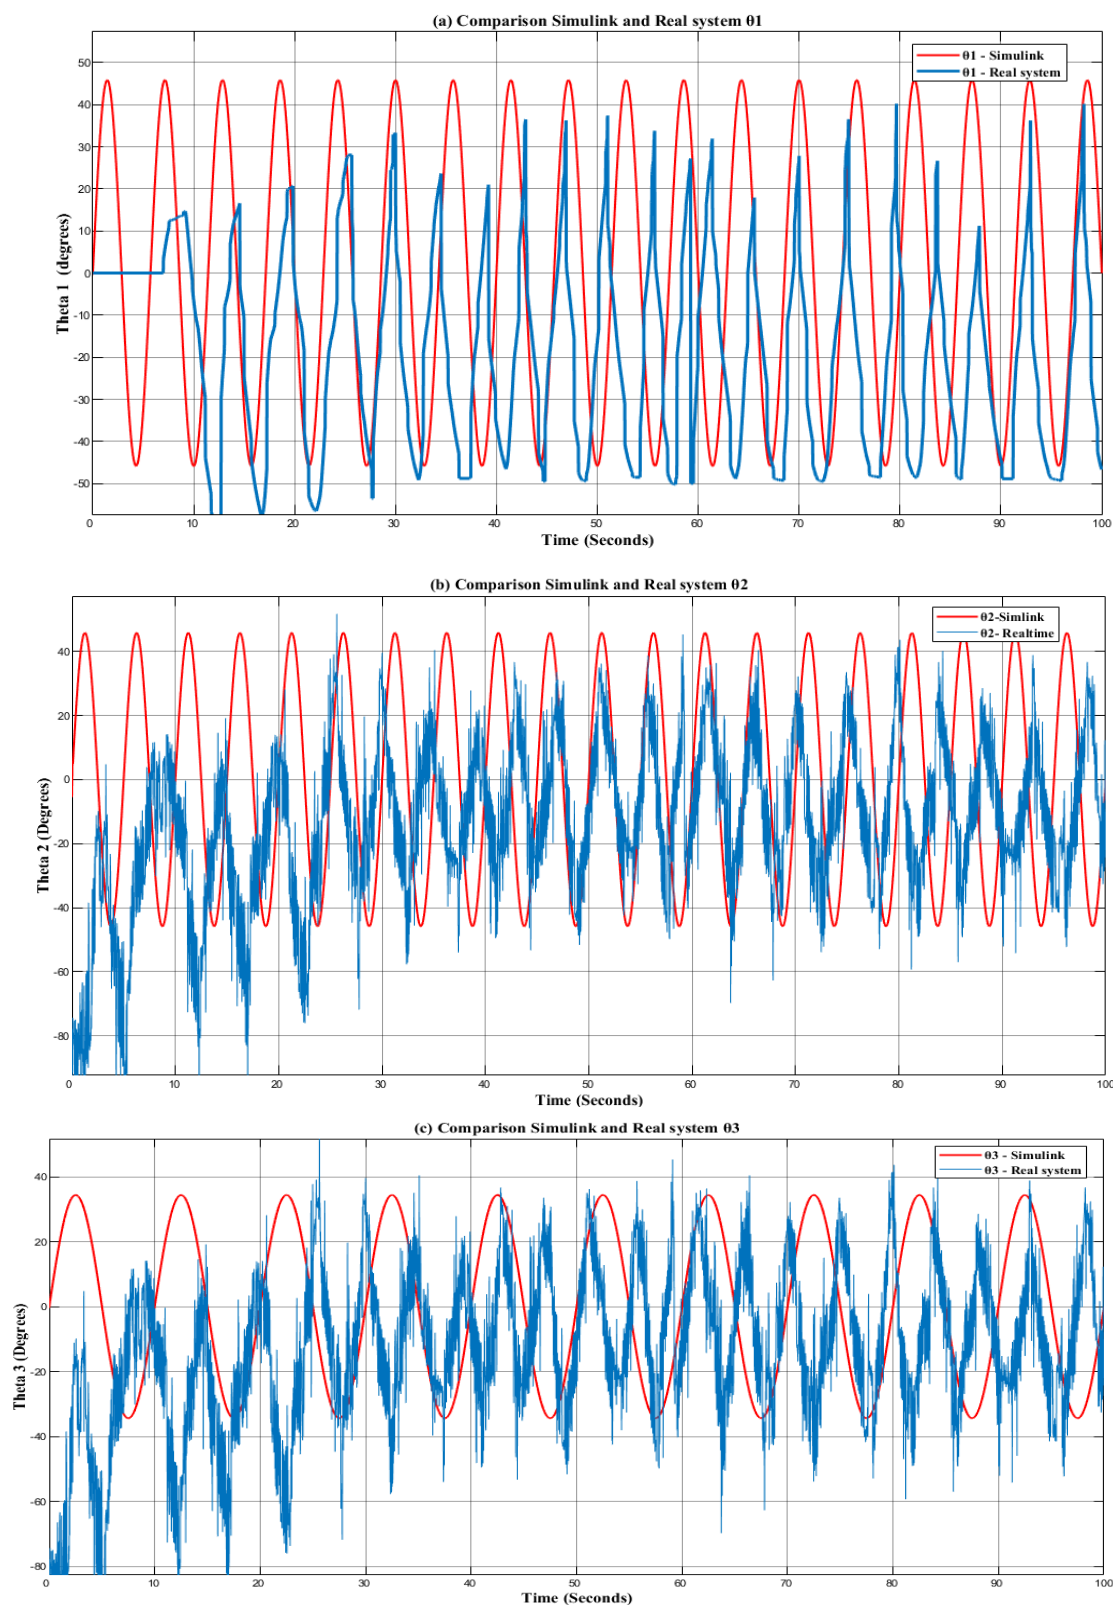 (a) Comparison Simulink and Real system θ1
θ1 - Simulink
θ1 - Real system
Theta 1 (degrees)
50
40
30
20
10
0
-10
-20
-30
-40
-50
0 10 20 30 40 50 60 70 80 90 100
Time (Seconds)
(b) Comparison Simulink and Real system θ2
θ2-Simlink
θ2- Realtime
Theta 2 (Degrees)
40
20
0
-20
-40
-60
-80
0 10 20 30 40 50 60 70 80 90 100
Time (Seconds)
(c) Comparison Simulink and Real system θ3
θ3 - Simulink
θ3 - Real system
Theta 3 (Degrees)
40
20
0
-20
-40
-60
-80
0 10 20 30 40 50 60 70 80 90 100
Time (Seconds)